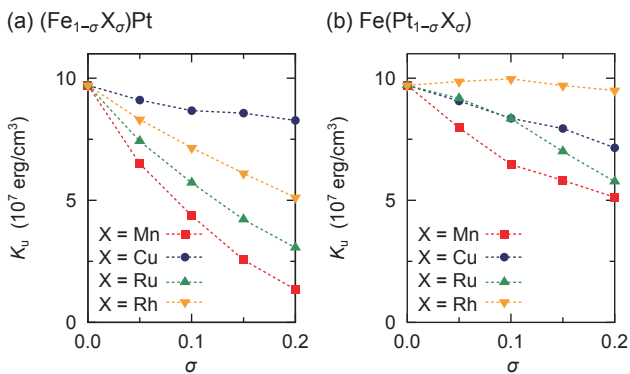 (a) (Fe₁₋σXσ)Pt
10
5
0
Kᵤ (10⁷ erg/cm³)
X = Mn
X = Cu
X = Ru
X = Rh
0.0 0.1 0.2
σ
(b) Fe(Pt₁₋σXσ)
10
5
0
Kᵤ (10⁷ erg/cm³)
X = Mn
X = Cu
X = Ru
X = Rh
0.0 0.1 0.2
σ